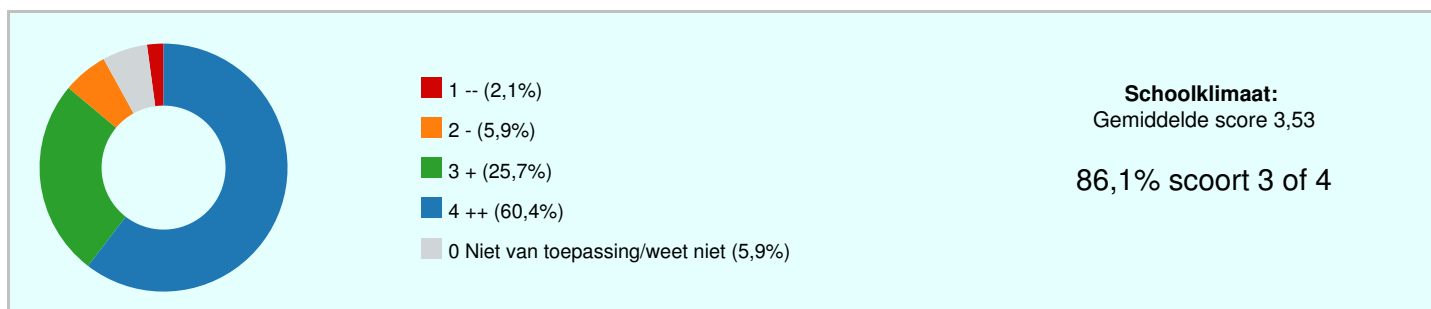 1 -- (2,1%)
2 - (5,9%)
3 + (25,7%)
4 ++ (60,4%)
0 Niet van toepassing/weet niet (5,9%)
Schoolklimaat:
Gemiddelde score 3,53
86,1% scoort 3 of 4